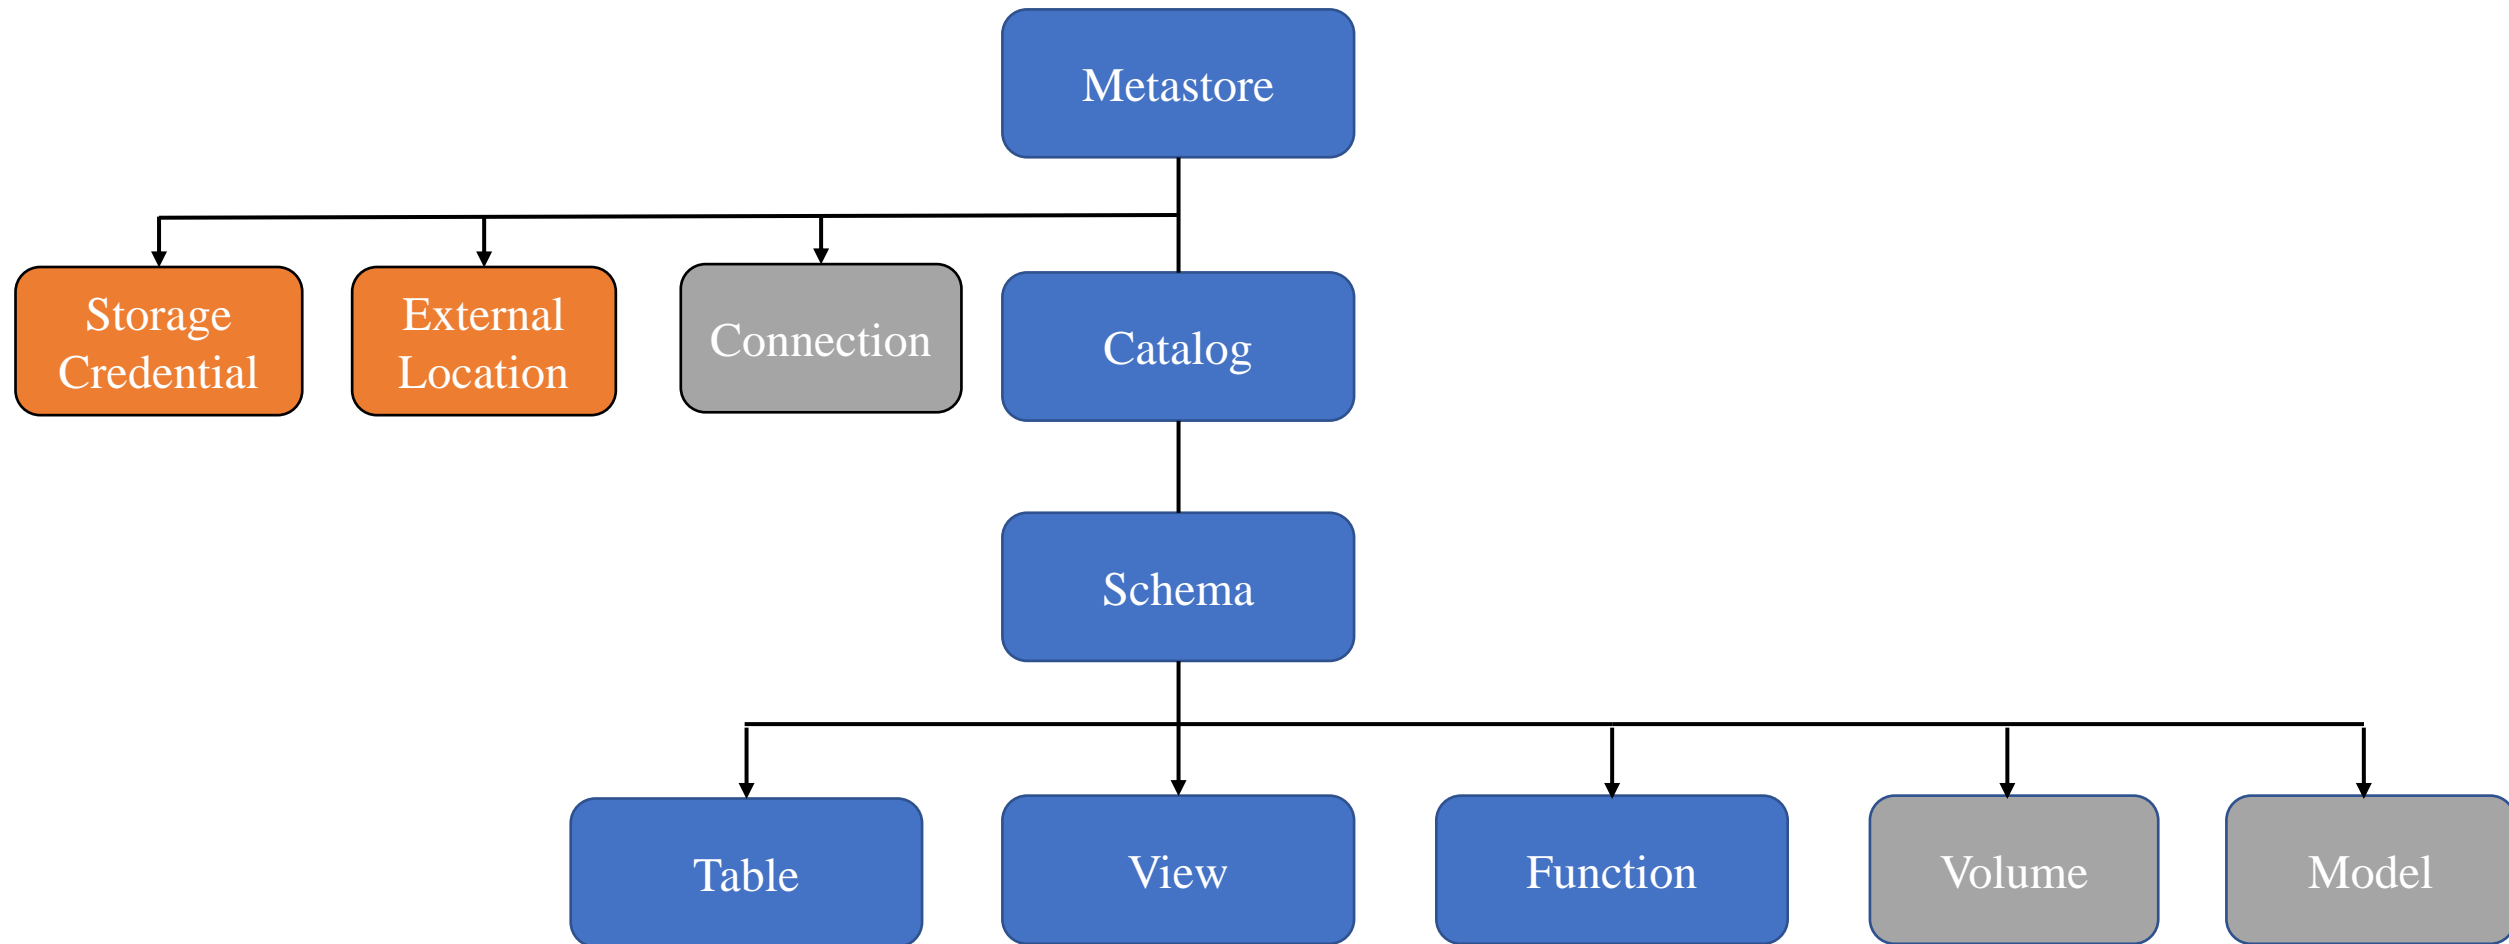 Metastore
Storage
Credential
External
Location
Connection
Catalog
Schema
Table
View
Function
Volume
Model